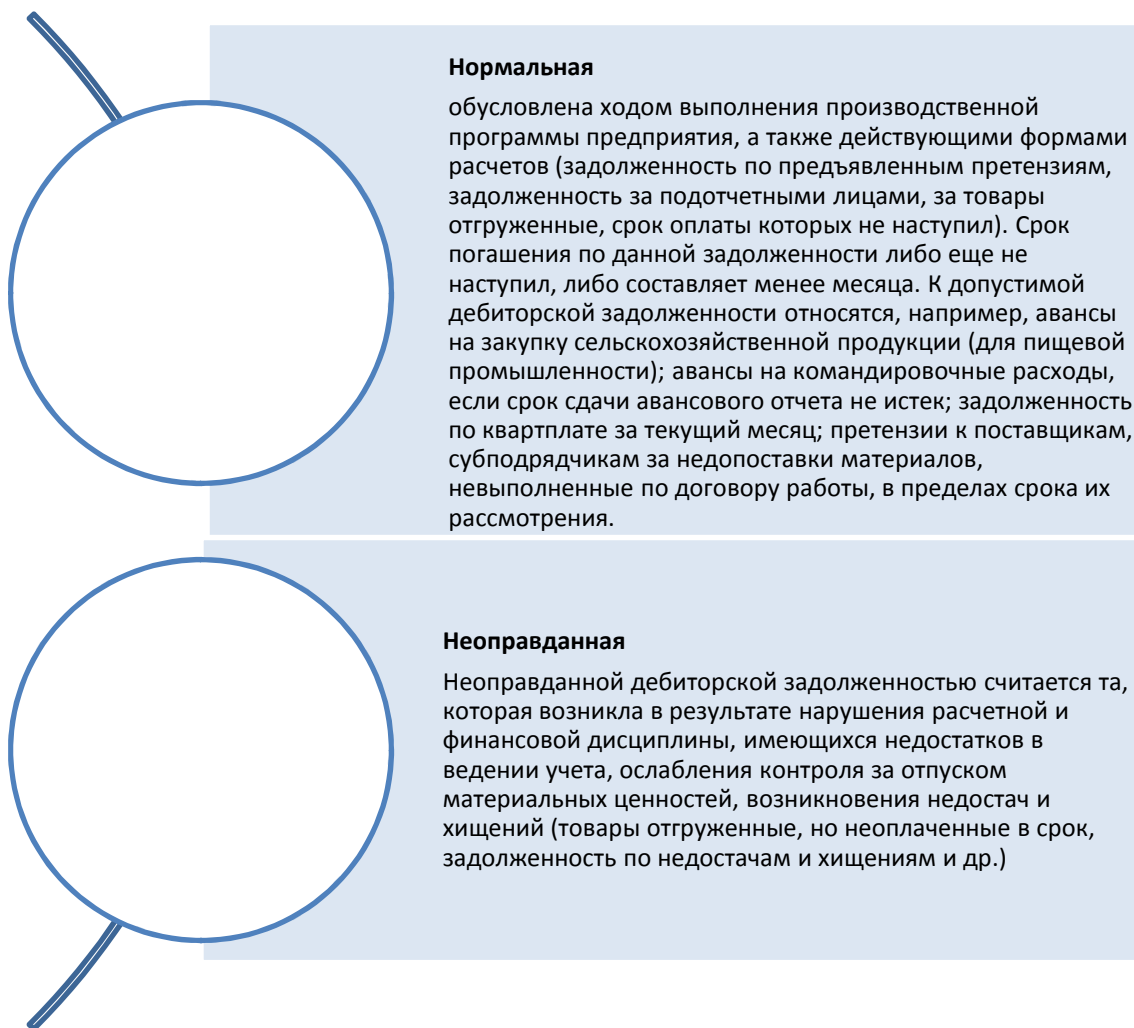 Нормальная
обусловлена ходом выполнения производственной
программы предприятия, а также действующими формами
расчетов (задолженность по предъявленным претензиям,
задолженность за подотчетными лицами, за товары
отгруженные, срок оплаты которых не наступил). Срок
погашения по данной задолженности либо еще не
наступил, либо составляет менее месяца. К допустимой
дебиторской задолженности относятся, например, авансы
на закупку сельскохозяйственной продукции (для пищевой
промышленности); авансы на командировочные расходы,
если срок сдачи авансового отчета не истек; задолженность
по квартплате за текущий месяц; претензии к поставщикам,
субподрядчикам за недопоставки материалов,
невыполненные по договору работы, в пределах срока их
рассмотрения.
Неоправданная
Неоправданной дебиторской задолженностью считается та,
которая возникла в результате нарушения расчетной и
финансовой дисциплины, имеющихся недостатков в
ведении учета, ослабления контроля за отпуском
материальных ценностей, возникновения недостач и
хищений (товары отгруженные, но неоплаченные в срок,
задолженность по недостачам и хищениям и др.)